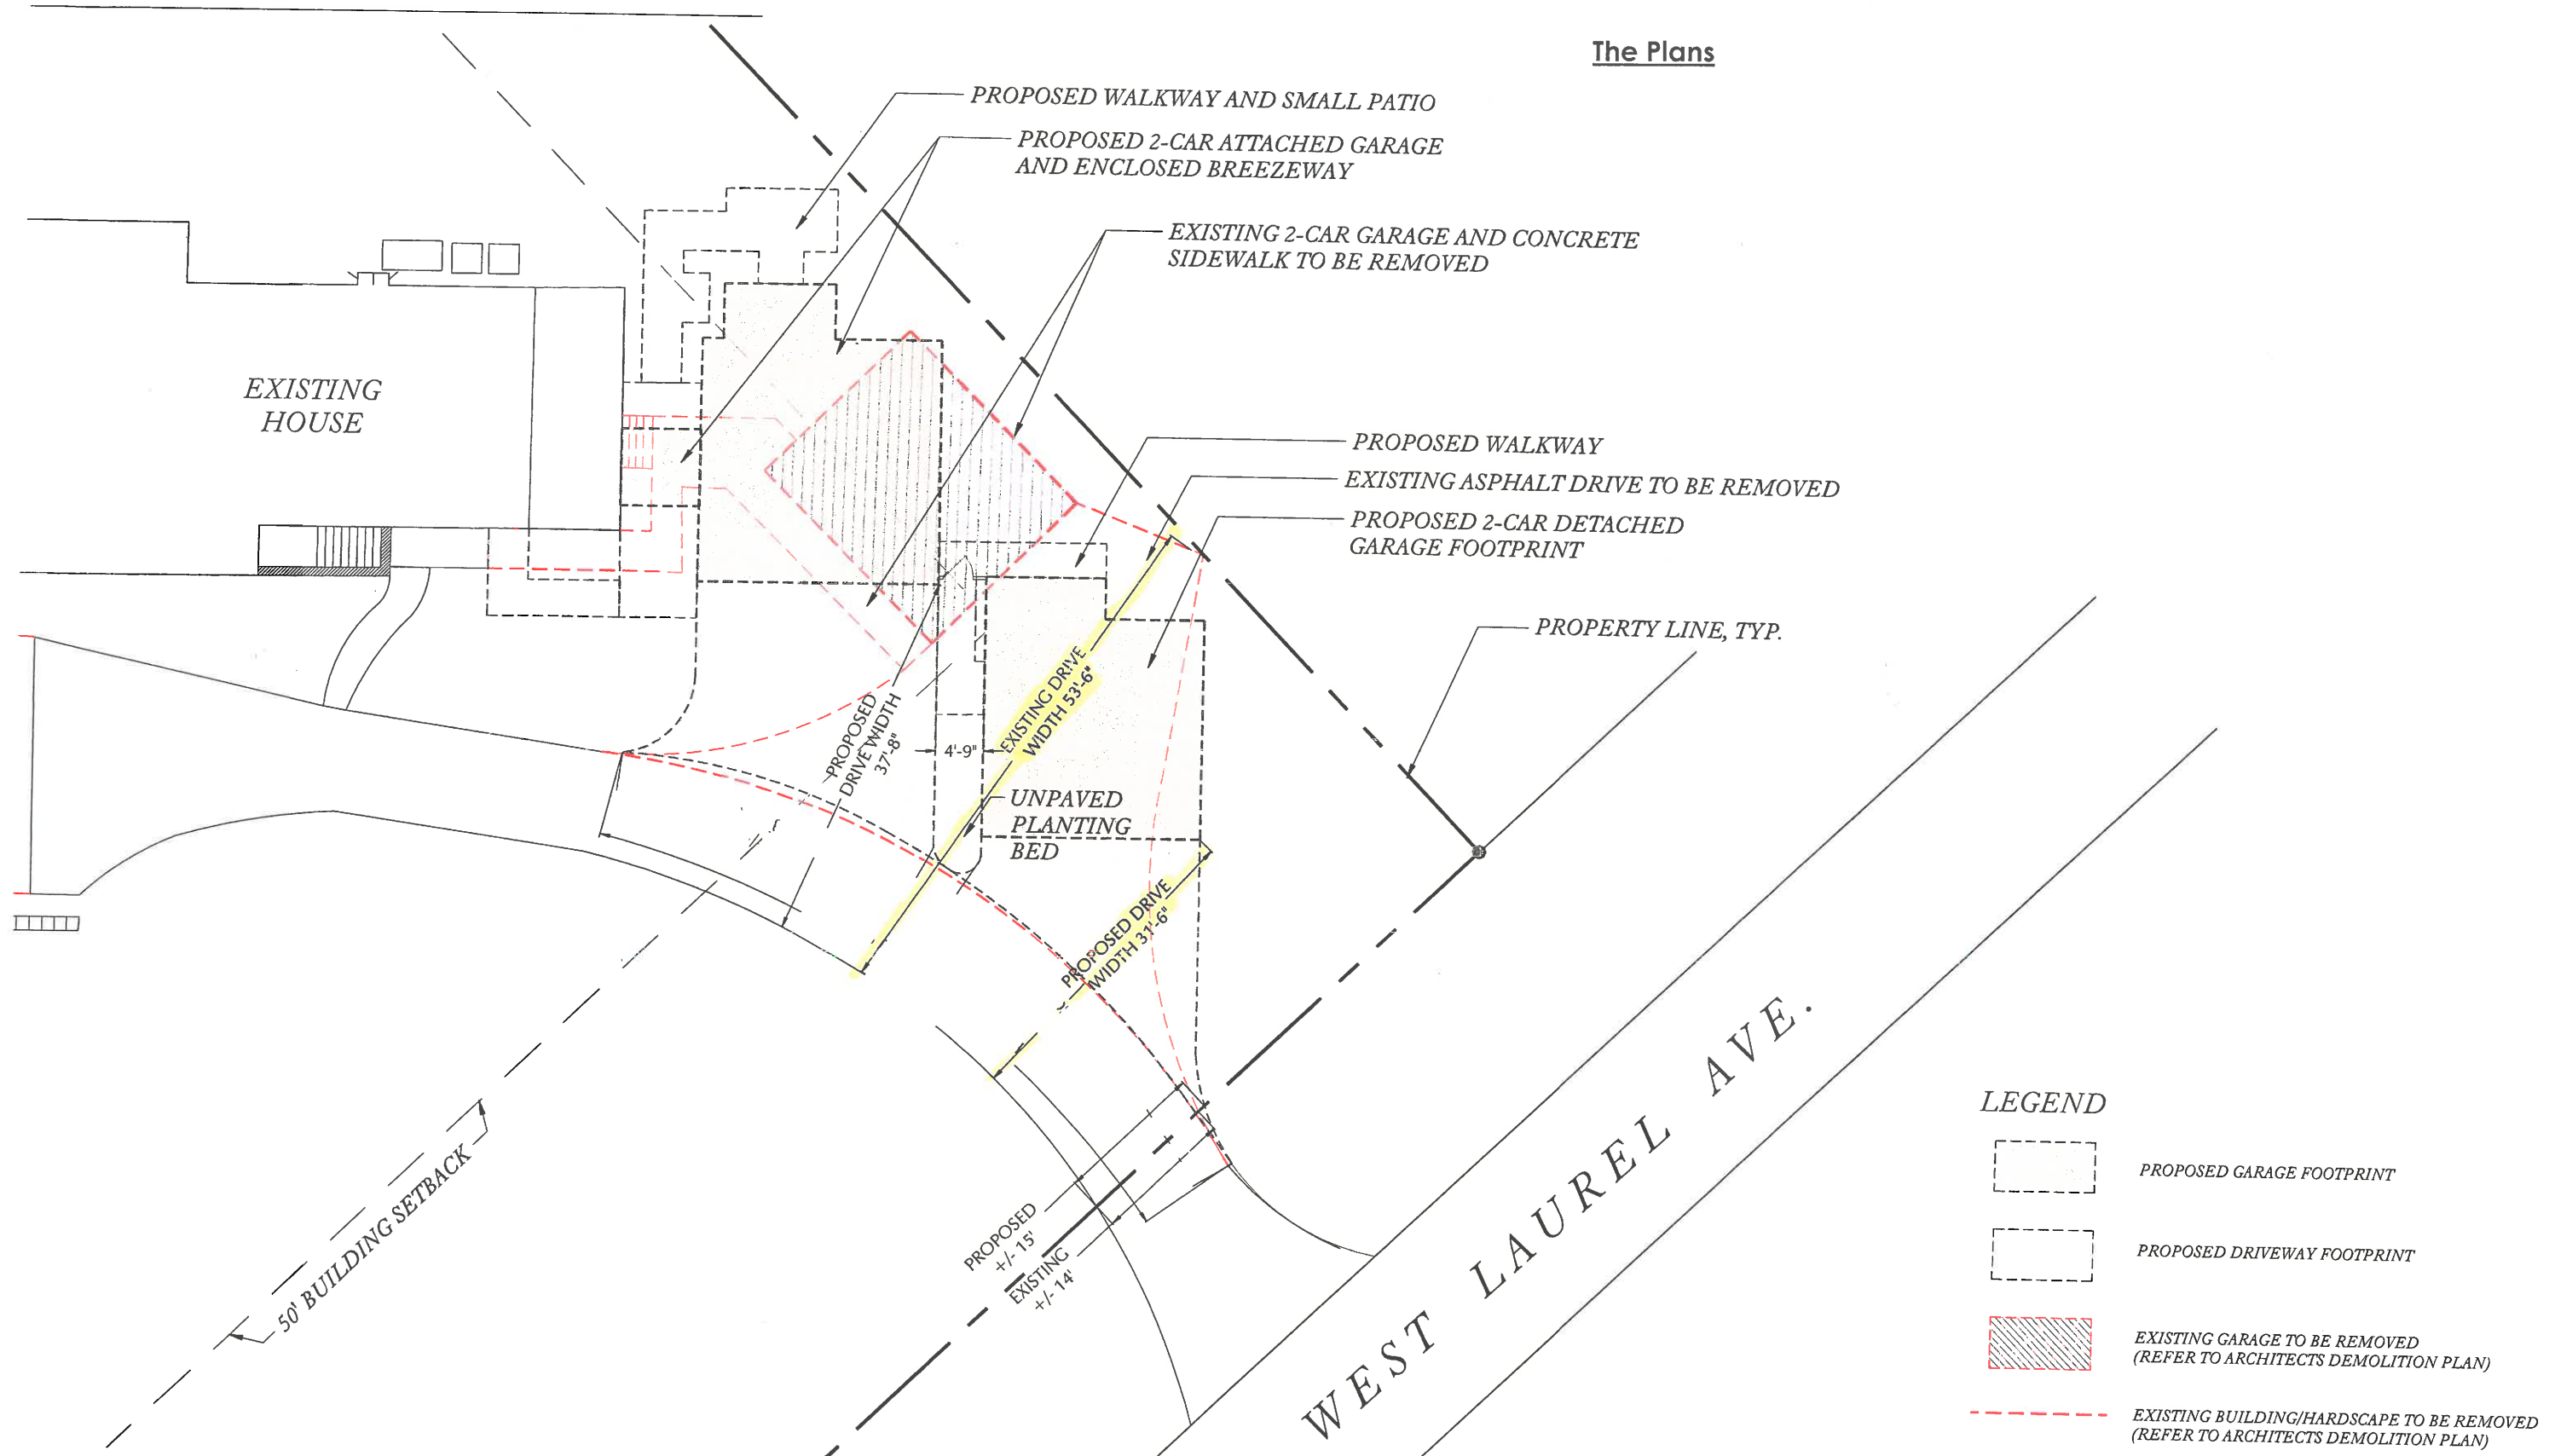 The Plans
PROPOSED WALKWAY AND SMALL PATIO
PROPOSED 2-CAR ATTACHED GARAGE
AND ENCLOSED BREEZEWAY
EXISTING 2-CAR GARAGE AND CONCRETE
SIDEWALK TO BE REMOVED
EXISTING
HOUSE
PROPOSED WALKWAY
EXISTING ASPHALT DRIVE TO BE REMOVED
PROPOSED 2-CAR DETACHED
GARAGE FOOTPRINT
PROPERTY LINE, TYP.
PROPOSED
DRIVE WIDTH
37'-8"
4'-9"
EXISTING DRIVE
WIDTH 53'-6"
UNPAVED
PLANTING
BED
PROPOSED DRIVE
WIDTH 31'-6"
50' BUILDING SETBACK
PROPOSED
+/- 15'
EXISTING
+/- 14'
WEST LAUREL AVE.
LEGEND
PROPOSED GARAGE FOOTPRINT
PROPOSED DRIVEWAY FOOTPRINT
EXISTING GARAGE TO BE REMOVED
(REFER TO ARCHITECTS DEMOLITION PLAN)
EXISTING BUILDING/HARDSCAPE TO BE REMOVED
(REFER TO ARCHITECTS DEMOLITION PLAN)